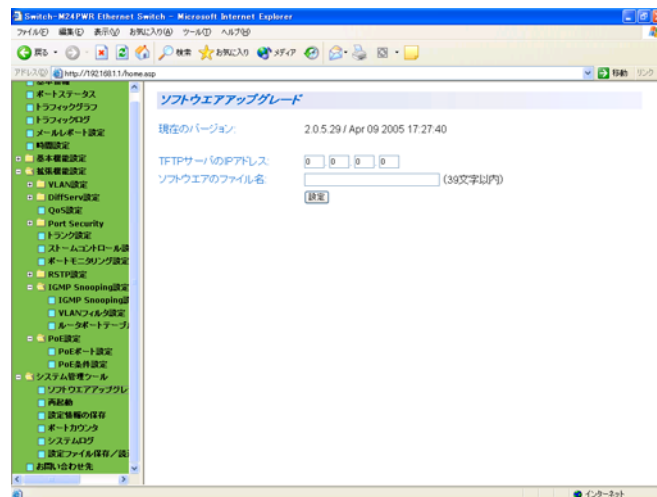 Switch-M24PWR Ethernet Switch - Microsoft Internet Explorer
ファイル(F) 編集(E) 表示(V) お気に入り(A) ツール(T) ヘルプ(H)
戻る 検索 お気に入り メディア
アドレス(D) http://192.168.1.1/home.asp 移動 リンク
基本情報
ポートステータス
トラフィックグラフ
トラフィックログ
メールレポート設定
時間設定
基本機能設定
拡張機能設定
VLAN設定
DiffServ設定
QoS設定
Port Security
トランク設定
ストームコントロール設
ポートモニタリング設定
RSTP設定
IGMP Snooping設定
IGMP Snooping設
VLANフィルタ設定
ルータポートテーブル
PoE設定
PoEポート設定
PoE条件設定
システム管理ツール
ソフトウエアアップグレ
再起動
設定情報の保存
ポートカウンタ
システムログ
設定ファイル保存/読
お問い合わせ先
ソフトウエアアップグレード
現在のバージョン: 2.0.5.29 / Apr 09 2005 17:27:40
TFTPサーバのIPアドレス: 0 . 0 . 0 . 0
ソフトウエアのファイル名: (39文字以内)
設定
インターネット